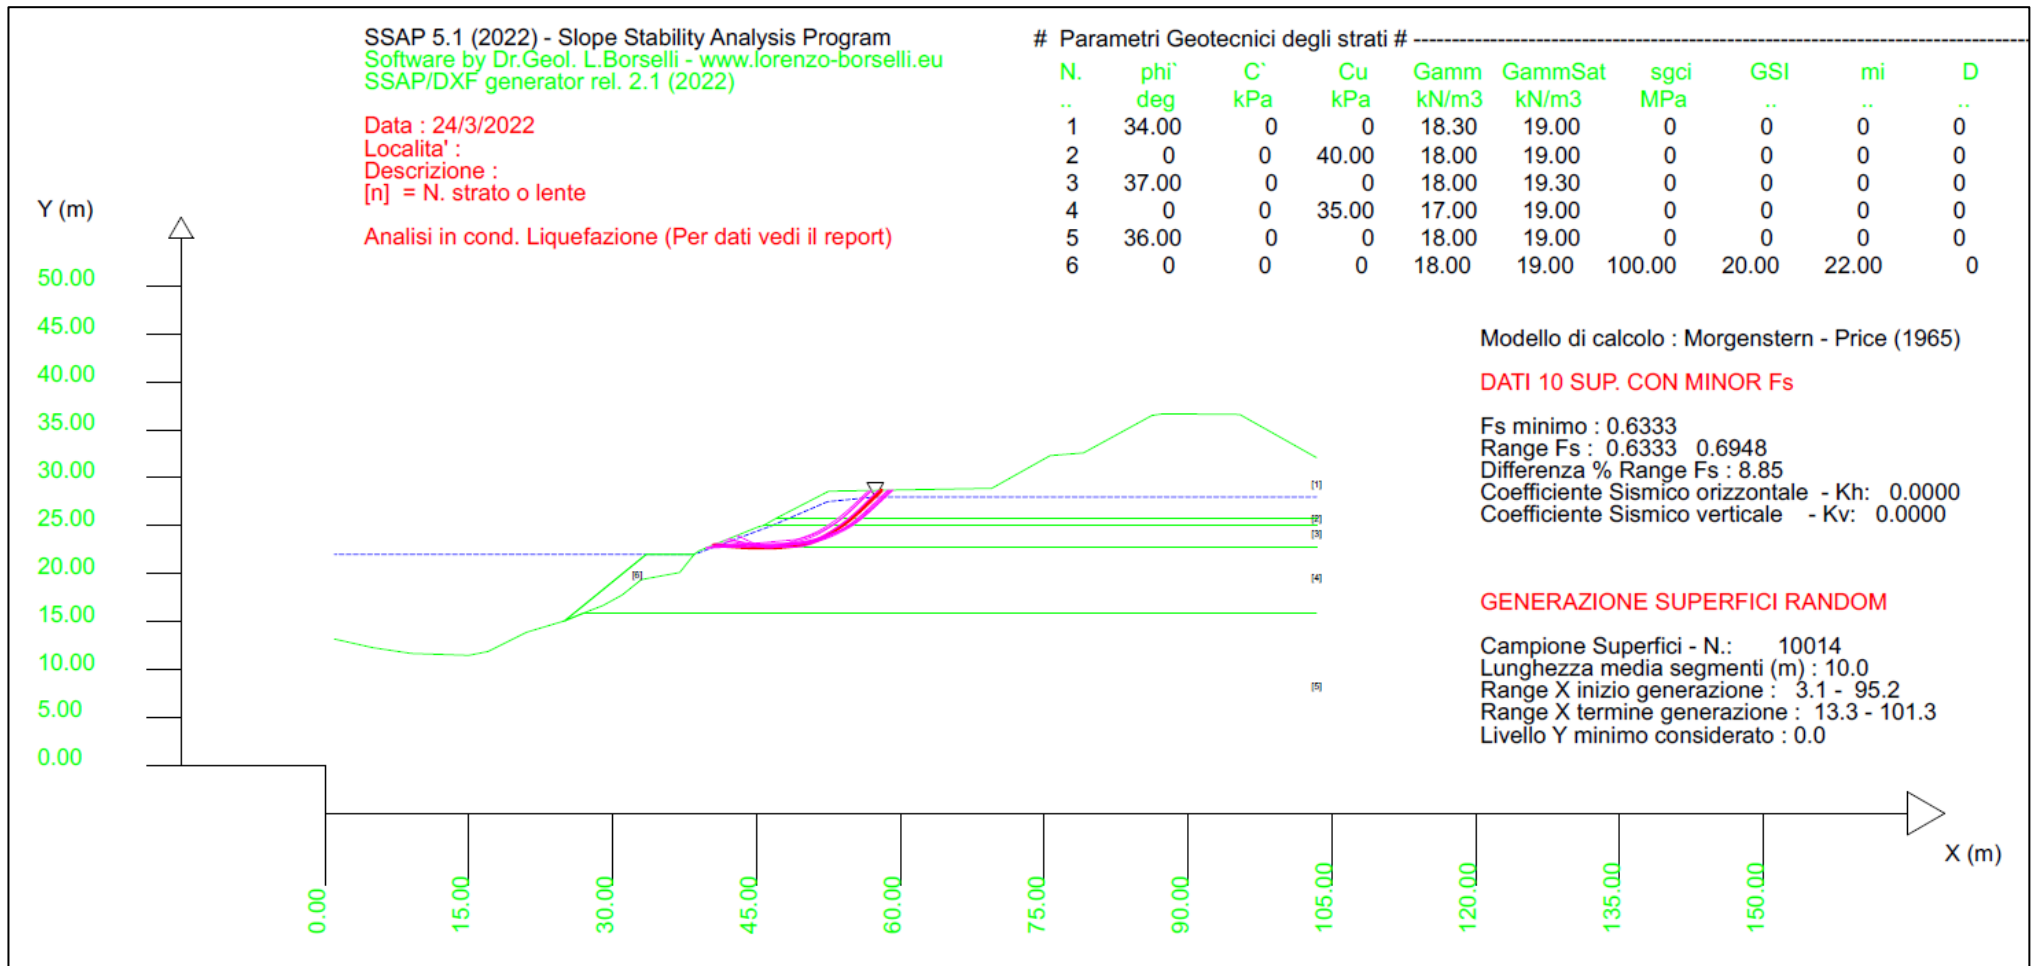 SSAP 5.1 (2022) - Slope Stability Analysis Program
Software by Dr.Geol. L.Borselli - www.lorenzo-borselli.eu
SSAP/DXF generator rel. 2.1 (2022)
Data : 24/3/2022
Localita' :
Descrizione :
[n] = N. strato o lente
Analisi in cond. Liquefazione (Per dati vedi il report)
# Parametri Geotecnici degli strati # -----------------------------------------------------------------------------------
N. phi` C` Cu Gamm GammSat sgci GSI mi D
.. deg kPa kPa kN/m3 kN/m3 MPa .. .. ..
1 34.00 0 0 18.30 19.00 0 0 0 0
2 0 0 40.00 18.00 19.00 0 0 0 0
3 37.00 0 0 18.00 19.30 0 0 0 0
4 0 0 35.00 17.00 19.00 0 0 0 0
5 36.00 0 0 18.00 19.00 0 0 0 0
6 0 0 0 18.00 19.00 100.00 20.00 22.00 0
Modello di calcolo : Morgenstern - Price (1965)
DATI 10 SUP. CON MINOR Fs
Fs minimo : 0.6333
Range Fs : 0.6333 0.6948
Differenza % Range Fs : 8.85
Coefficiente Sismico orizzontale - Kh: 0.0000
Coefficiente Sismico verticale - Kv: 0.0000
GENERAZIONE SUPERFICI RANDOM
Campione Superfici - N.: 10014
Lunghezza media segmenti (m) : 10.0
Range X inizio generazione : 3.1 - 95.2
Range X termine generazione : 13.3 - 101.3
Livello Y minimo considerato : 0.0
Y (m)
50.00
45.00
40.00
35.00
30.00
25.00
20.00
15.00
10.00
5.00
0.00
[1]
[2]
[3]
[4]
[6]
[5]
X (m)
0.00
15.00
30.00
45.00
60.00
75.00
90.00
105.00
120.00
135.00
150.00